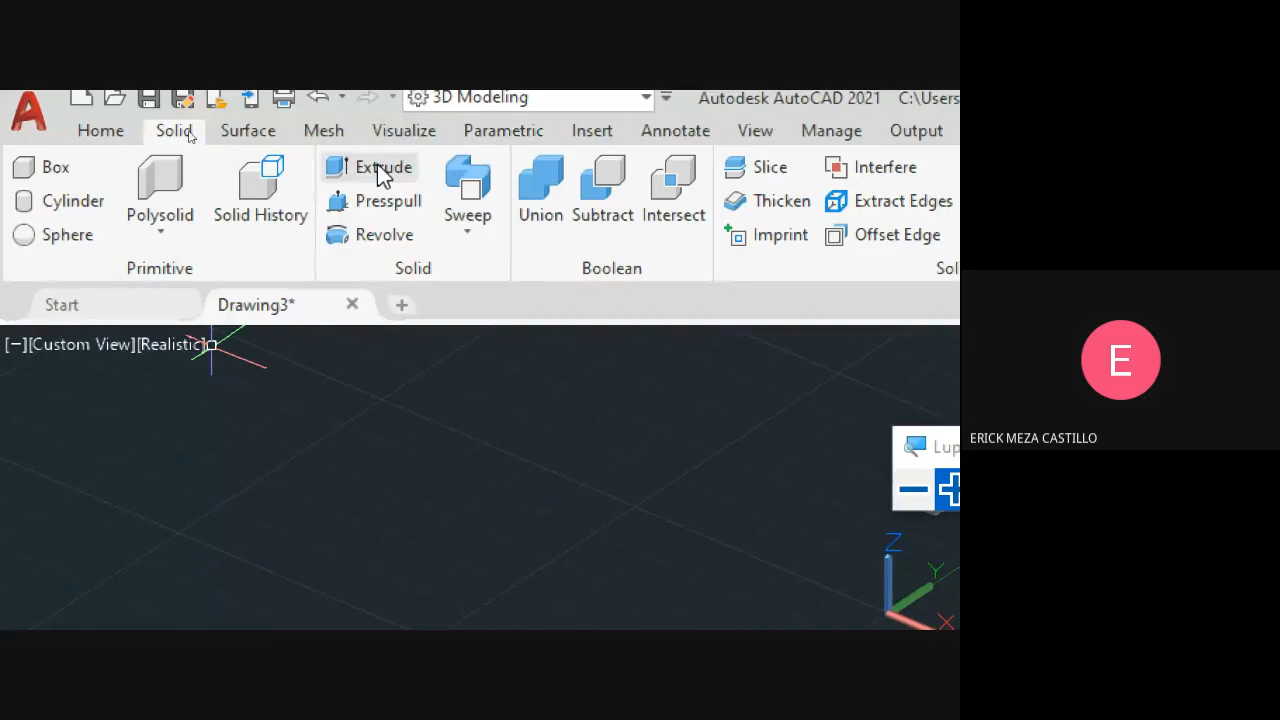 3D Modeling
Autodesk AutoCAD 2021 C:\Users
Home Solid Surface Mesh Visualize Parametric Insert Annotate View Manage Output
Box
Cylinder
Sphere
Polysolid
Solid History
Primitive
Extrude
Presspull
Revolve
Sweep
Solid
Union
Subtract
Intersect
Boolean
Slice
Thicken
Imprint
Interfere
Extract Edges
Offset Edge
Sol
Start
Drawing3*
[−][Custom View][Realistic]
Lup
Z
Y
X
E
ERICK MEZA CASTILLO